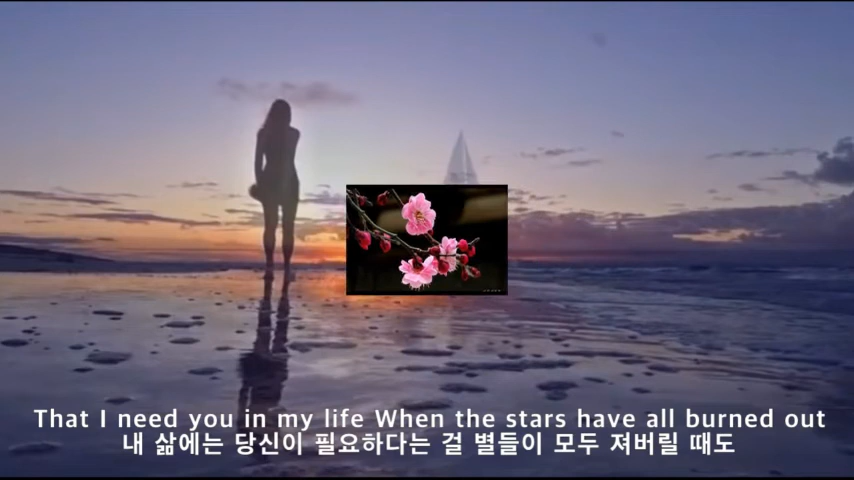 That I need you in my life When the stars have all burned out
내 삶에는 당신이 필요하다는 걸 별들이 모두 져버릴 때도